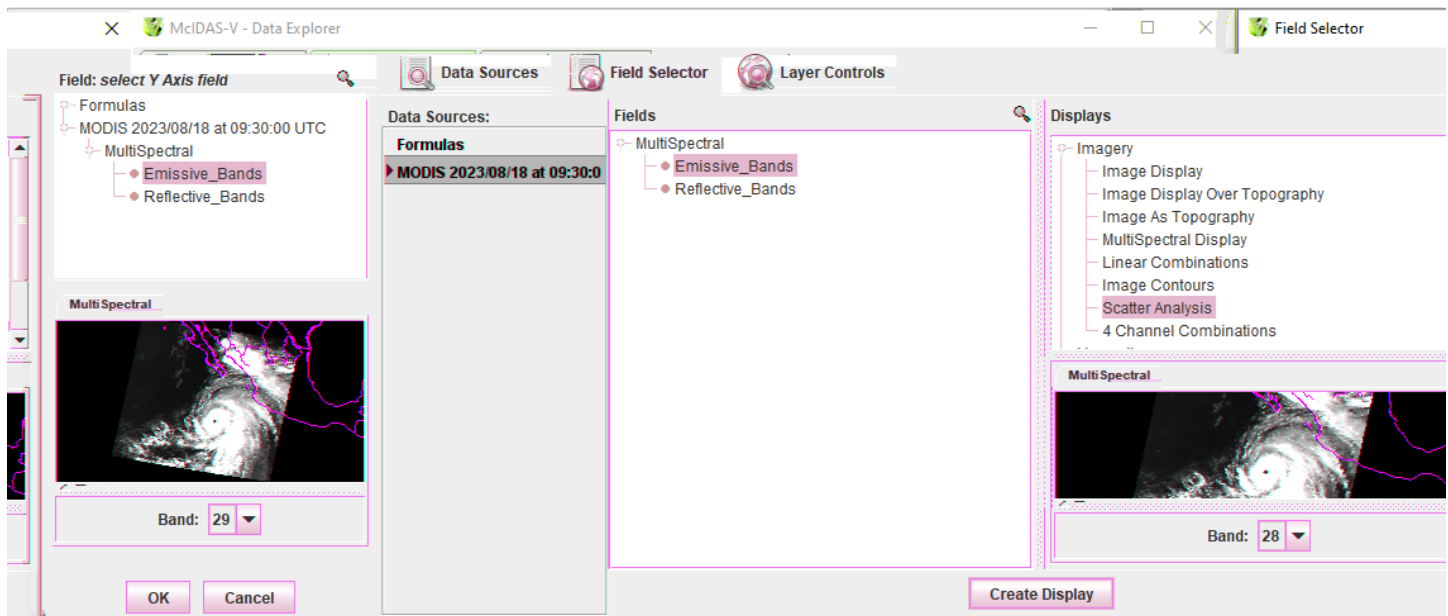 McIDAS-V - Data Explorer
Field Selector
Field: select Y Axis field
Formulas
MODIS 2023/08/18 at 09:30:00 UTC
MultiSpectral
Emissive_Bands
Reflective_Bands
MultiSpectral
Band: 29
OK Cancel
Data Sources Field Selector Layer Controls
Data Sources:
Formulas
MODIS 2023/08/18 at 09:30:0
Fields
MultiSpectral
Emissive_Bands
Reflective_Bands
Displays
Imagery
Image Display
Image Display Over Topography
Image As Topography
MultiSpectral Display
Linear Combinations
Image Contours
Scatter Analysis
4 Channel Combinations
MultiSpectral
Band: 28
Create Display